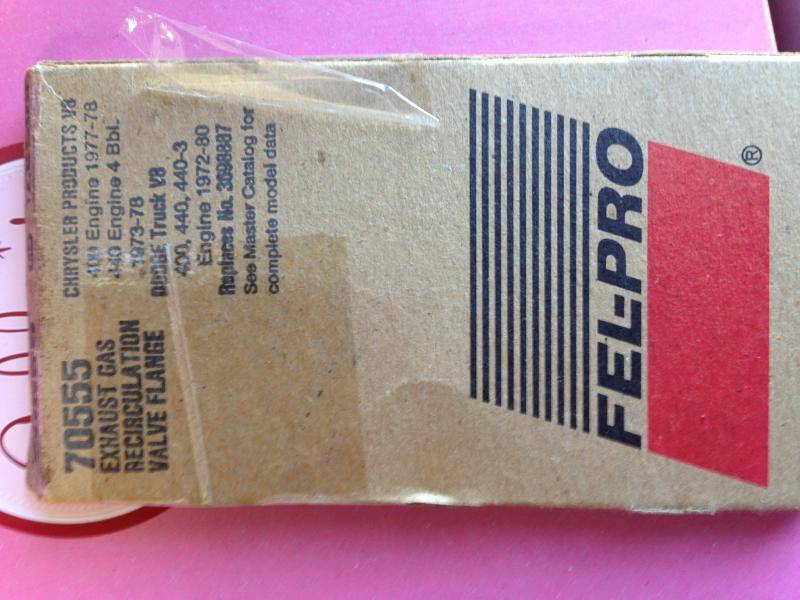 70555
EXHAUST GAS
RECIRCULATION
VALVE FLANGE
CHRYSLER PRODUCTS V8
400 Engine 1977-78
440 Engine 4 Bbl.
1973-78
DODGE Truck V8
400, 440, 440-3
Engine 1972-80
Replaces No. 3698887
See Master Catalog for
complete model data
FEL-PRO
®